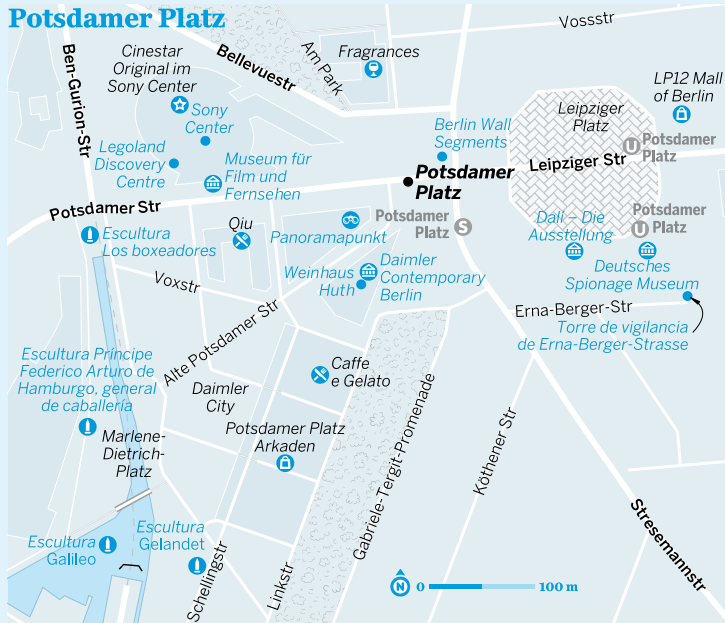 Potsdamer Platz
Vossstr
Cinestar
Original im
Sony Center
Bellevuestr
Am Park
Fragrances
Ben-Gurion-Str
LP12 Mall
of Berlin
Sony
Center
Leipziger
Platz
Berlin Wall
Segments
U
Potsdamer
Platz
Legoland
Discovery
Centre
Museum für
Film und
Fernsehen
Leipziger Str
Potsdamer
Platz
Potsdamer Str
Potsdamer
Platz
S
Potsdamer
Platz
U
Qiu
Panoramapunkt
Dalí – Die
Ausstellung
Escultura
Los boxeadores
Deutsches
Spionage Museum
Weinhaus
Huth
Daimler
Contemporary
Berlin
Voxstr
Erna-Berger-Str
Torre de vigilancia
de Erna-Berger-Strasse
Alte Potsdamer Str
Escultura Príncipe
Federico Arturo de
Hamburgo, general
de caballería
Caffe
e Gelato
Daimler
City
Gabriele-Tergit-Promenade
Köthener Str
Marlene-
Dietrich-
Platz
Potsdamer Platz
Arkaden
Stresemannstr
Escultura
Galileo
Escultura
Gelandet
Schellingstr
Linkstr
N
0
100 m